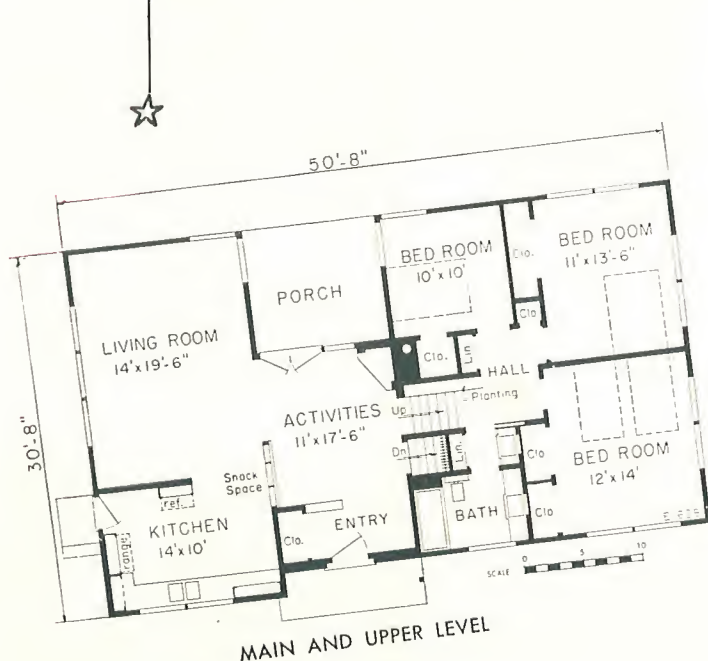 50'-8"
30'-8"
LIVING ROOM
14'x19'-6"
PORCH
BED ROOM
10'x10'
Clo.
BED ROOM
11'x13'-6"
Clo.
Clo.
Lin.
HALL
Planting
Up
ACTIVITIES
11'x17'-6"
Dn
Lin.
Snack
Space
ref.
KITCHEN
14'x10'
range
Clo.
ENTRY
BATH
Clo
Clo
BED ROOM
12'x14'
SCALE
0 5 10
MAIN AND UPPER LEVEL